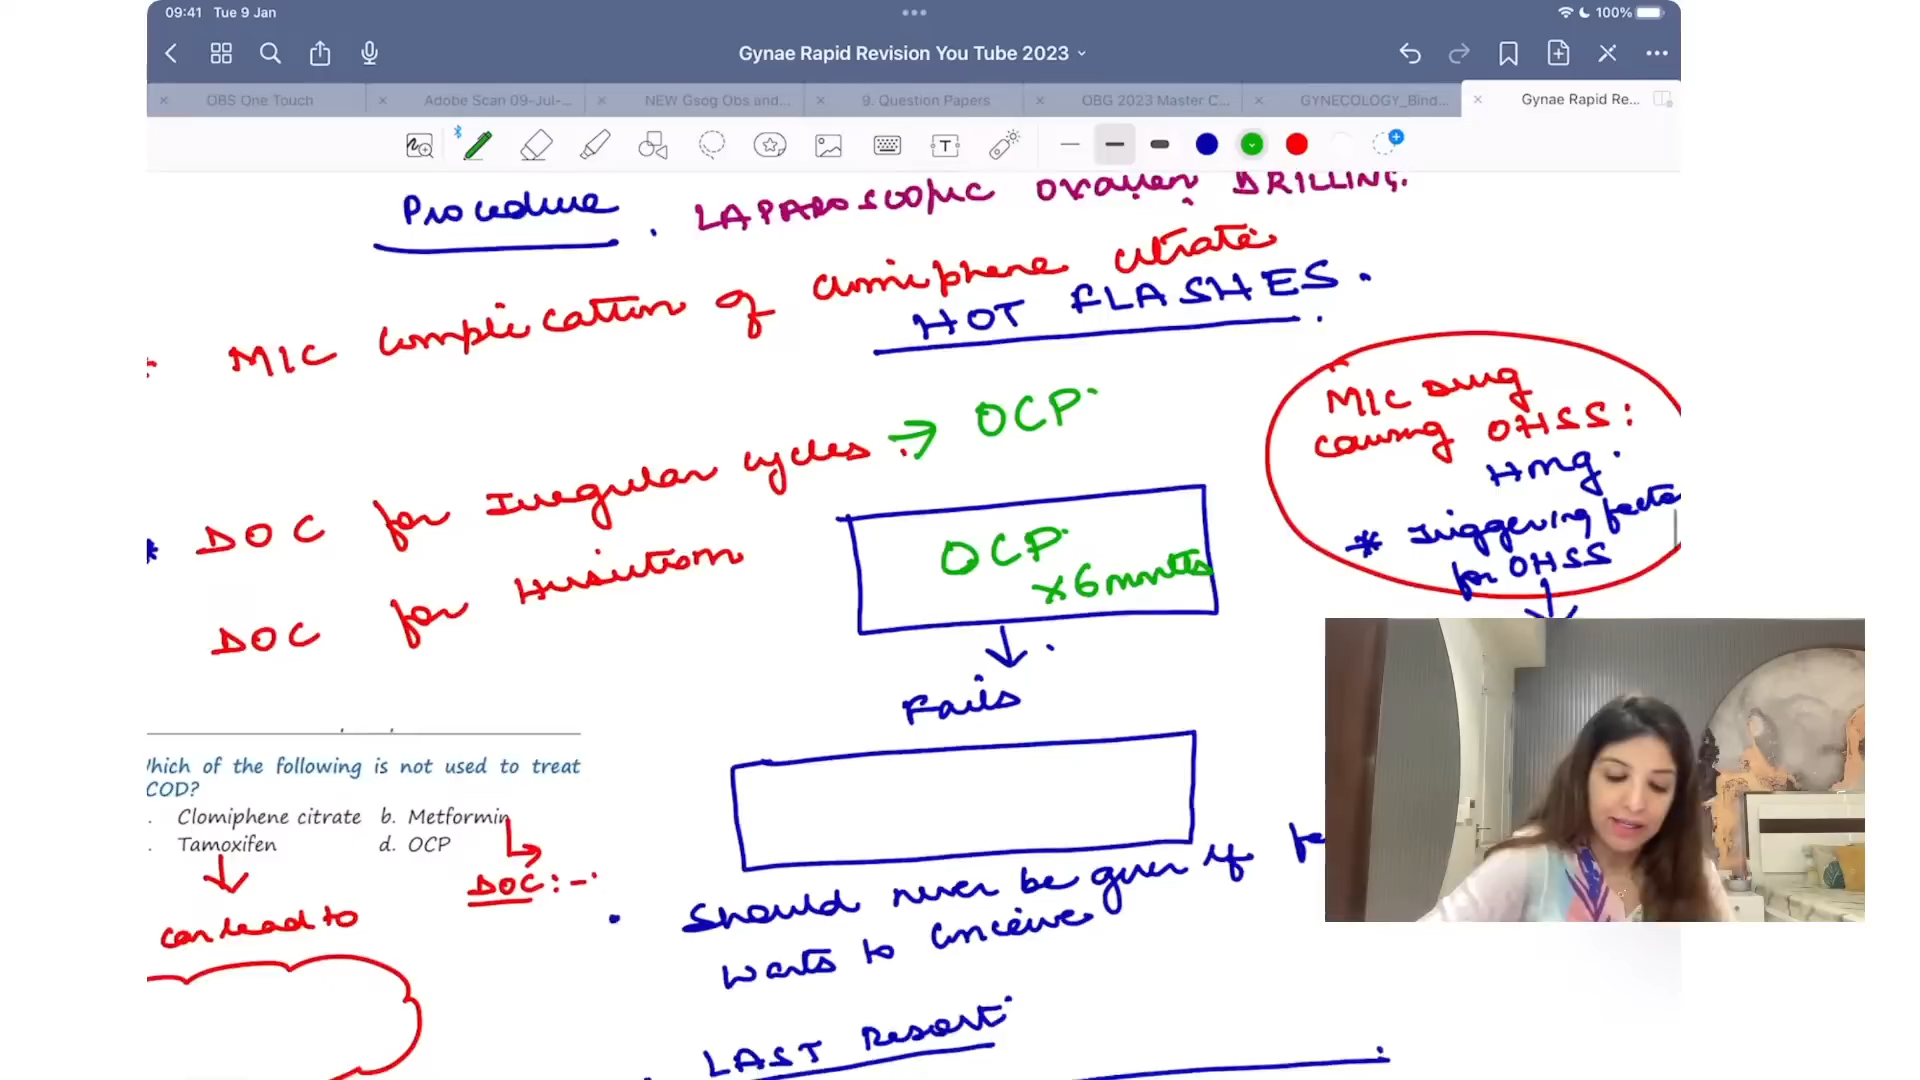 09:41 Tue 9 Jan
100%
Gynae Rapid Revision You Tube 2023
OBS One Touch
Adobe Scan 09-Jul-...
NEW Gsog Obs and...
9. Question Papers
OBG 2023 Master C...
GYNECOLOGY_Bind...
Gynae Rapid Re...
Procedure . LAPAROSCOPIC OVARIAN DRILLING.
MIC complication of clomiphene citrate
HOT FLASHES.
DOC for Irregular cycles → OCP
DOC for Hirsuitism
OCP
x 6 months
Fails
Should never be given if
wants to conceive
LAST Resort
MIC drug
causing OHSS:
HMG.
* Triggering facto
for OHSS
hich of the following is not used to treat
COD?
. Clomiphene citrate b. Metformin
. Tamoxifen d. OCP
DOC:-
can lead to